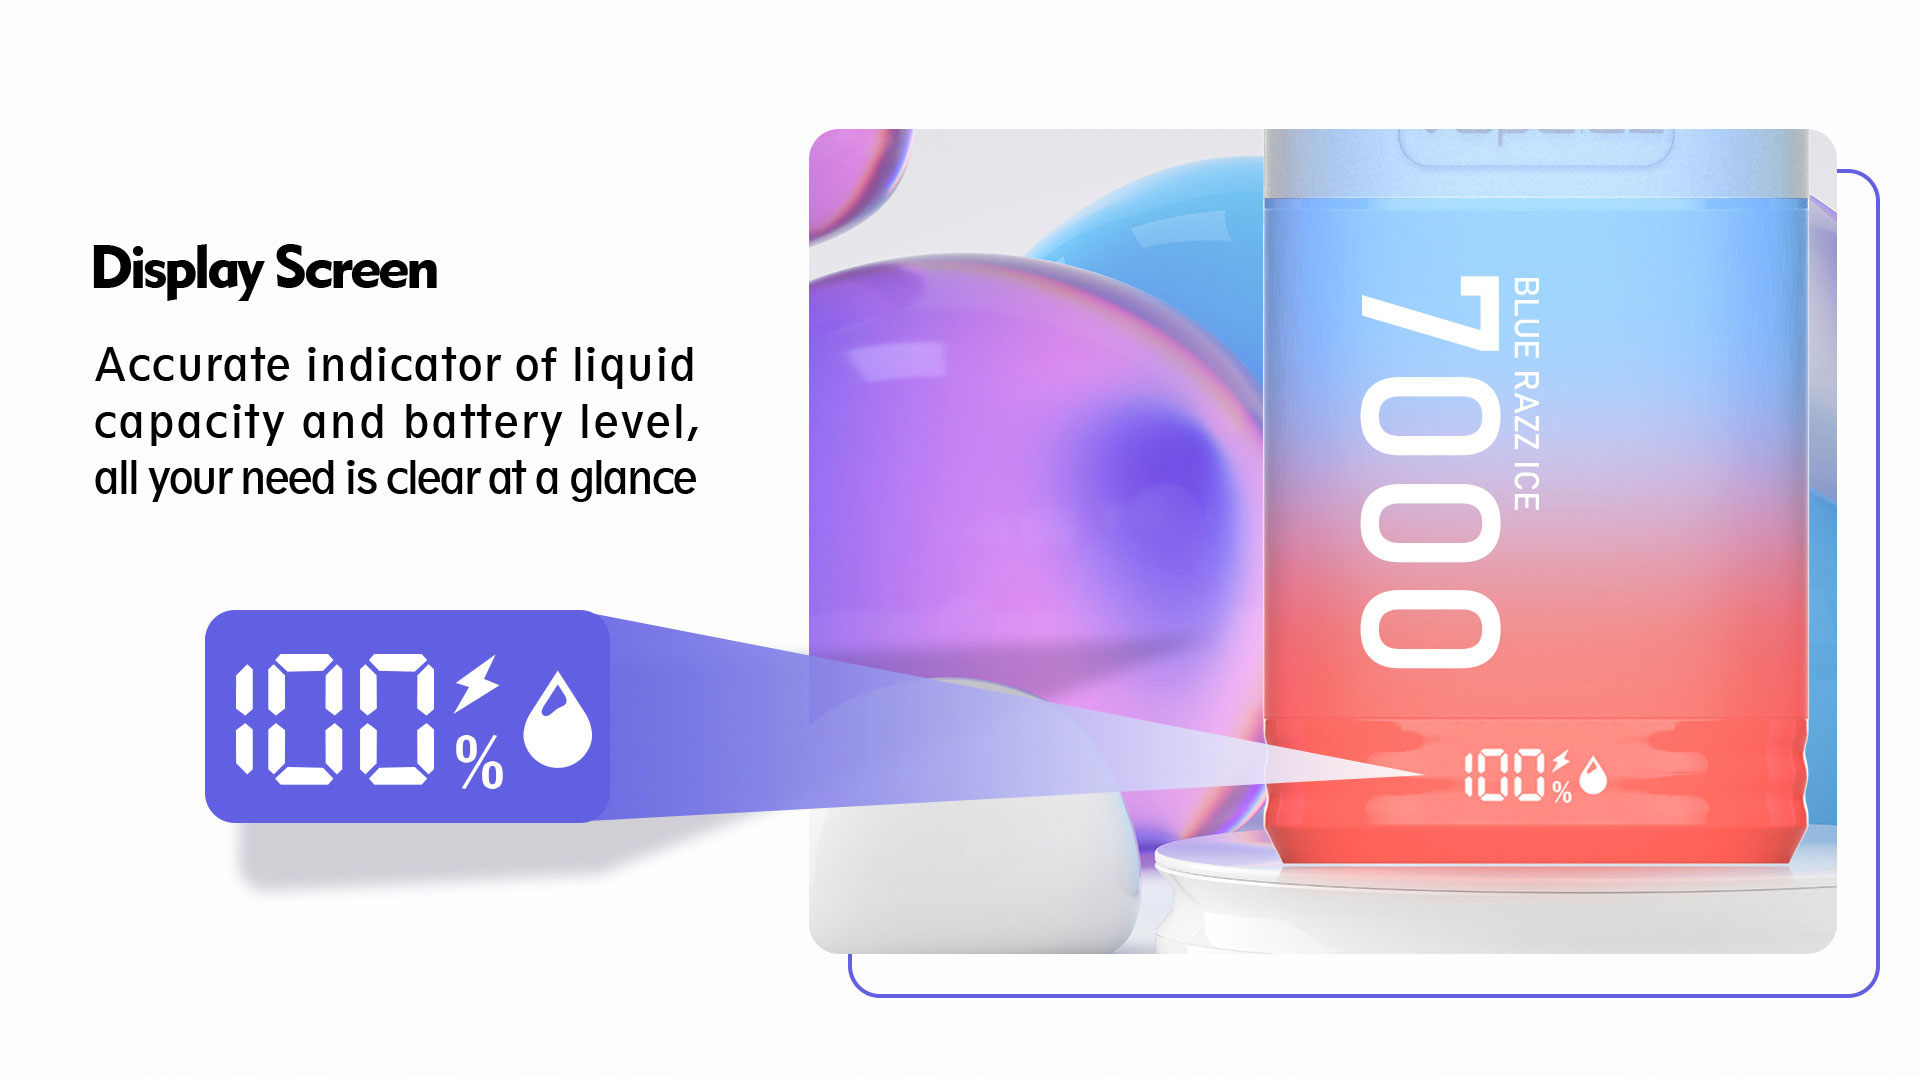 Display Screen
Accurate indicator of liquid
capacity and battery level,
all your need is clear at a glance
100%
7000
BLUE RAZZ ICE
100%